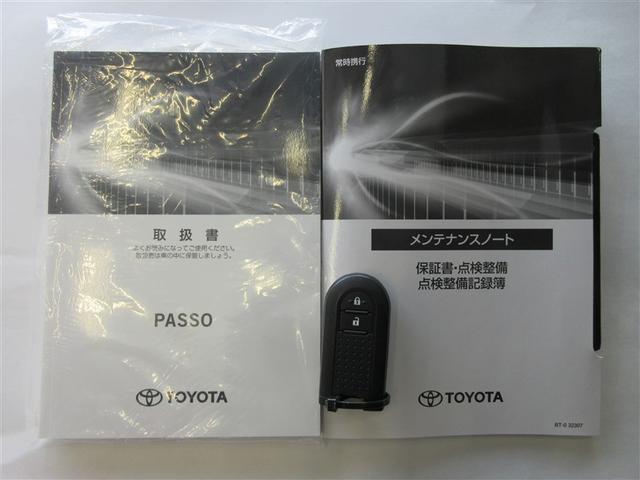 取扱書
よくお読みになってご使用ください。
取扱書は車の中に保管しましょう。
PASSO
TOYOTA
常時携行
メンテナンスノート
保証書・点検整備
点検整備記録簿
TOYOTA
BT-0 32307